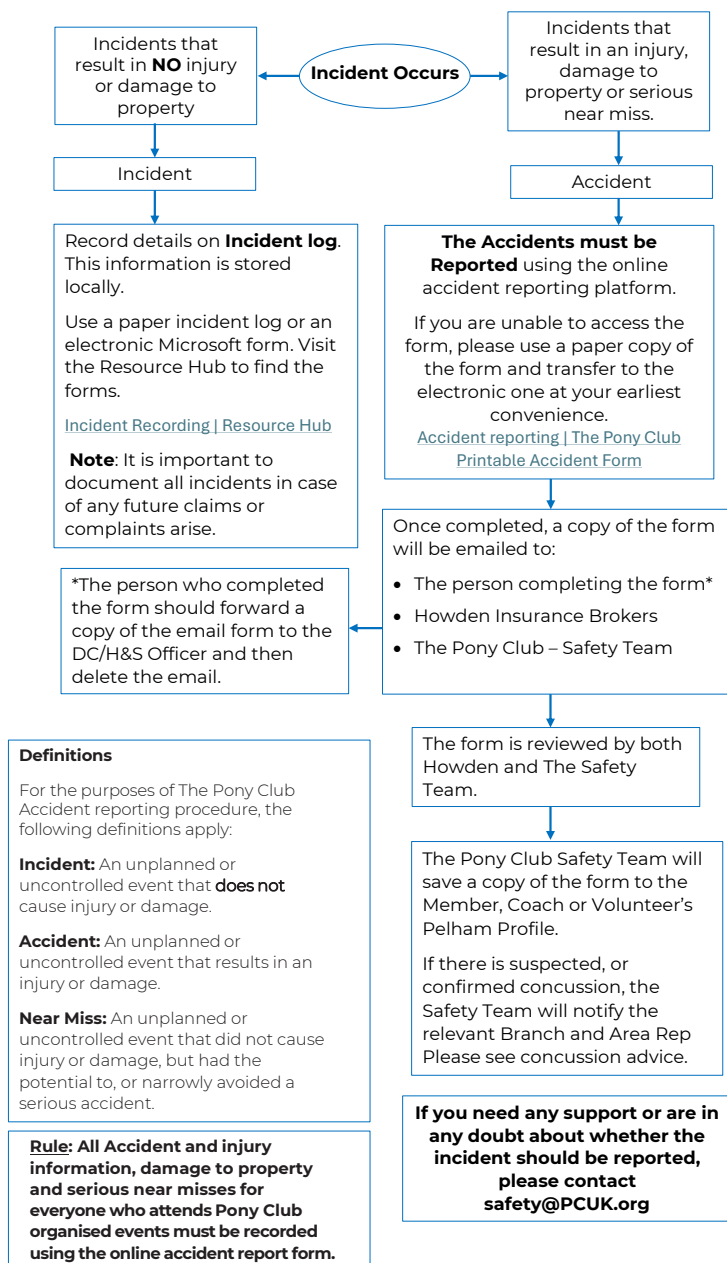 Incidents that
result in NO injury
or damage to
property
Incident Occurs
Incidents that
result in an injury,
damage to
property or serious
near miss.
Incident
Accident
Record details on Incident log.
This information is stored
locally.
Use a paper incident log or an
electronic Microsoft form. Visit
the Resource Hub to find the
forms.
Incident Recording | Resource Hub
Note: It is important to
document all incidents in case
of any future claims or
complaints arise.
The Accidents must be
Reported using the online
accident reporting platform.
If you are unable to access the
form, please use a paper copy of
the form and transfer to the
electronic one at your earliest
convenience.
Accident reporting | The Pony Club
Printable Accident Form
Once completed, a copy of the form
will be emailed to:
• The person completing the form*
• Howden Insurance Brokers
• The Pony Club – Safety Team
*The person who completed
the form should forward a
copy of the email form to the
DC/H&S Officer and then
delete the email.
The form is reviewed by both
Howden and The Safety
Team.
The Pony Club Safety Team will
save a copy of the form to the
Member, Coach or Volunteer's
Pelham Profile.
If there is suspected, or
confirmed concussion, the
Safety Team will notify the
relevant Branch and Area Rep
Please see concussion advice.
Definitions
For the purposes of The Pony Club
Accident reporting procedure, the
following definitions apply:
Incident: An unplanned or
uncontrolled event that does not
cause injury or damage.
Accident: An unplanned or
uncontrolled event that results in an
injury or damage.
Near Miss: An unplanned or
uncontrolled event that did not cause
injury or damage, but had the
potential to, or narrowly avoided a
serious accident.
Rule: All Accident and injury
information, damage to property
and serious near misses for
everyone who attends Pony Club
organised events must be recorded
using the online accident report form.
If you need any support or are in
any doubt about whether the
incident should be reported,
please contact
safety@PCUK.org